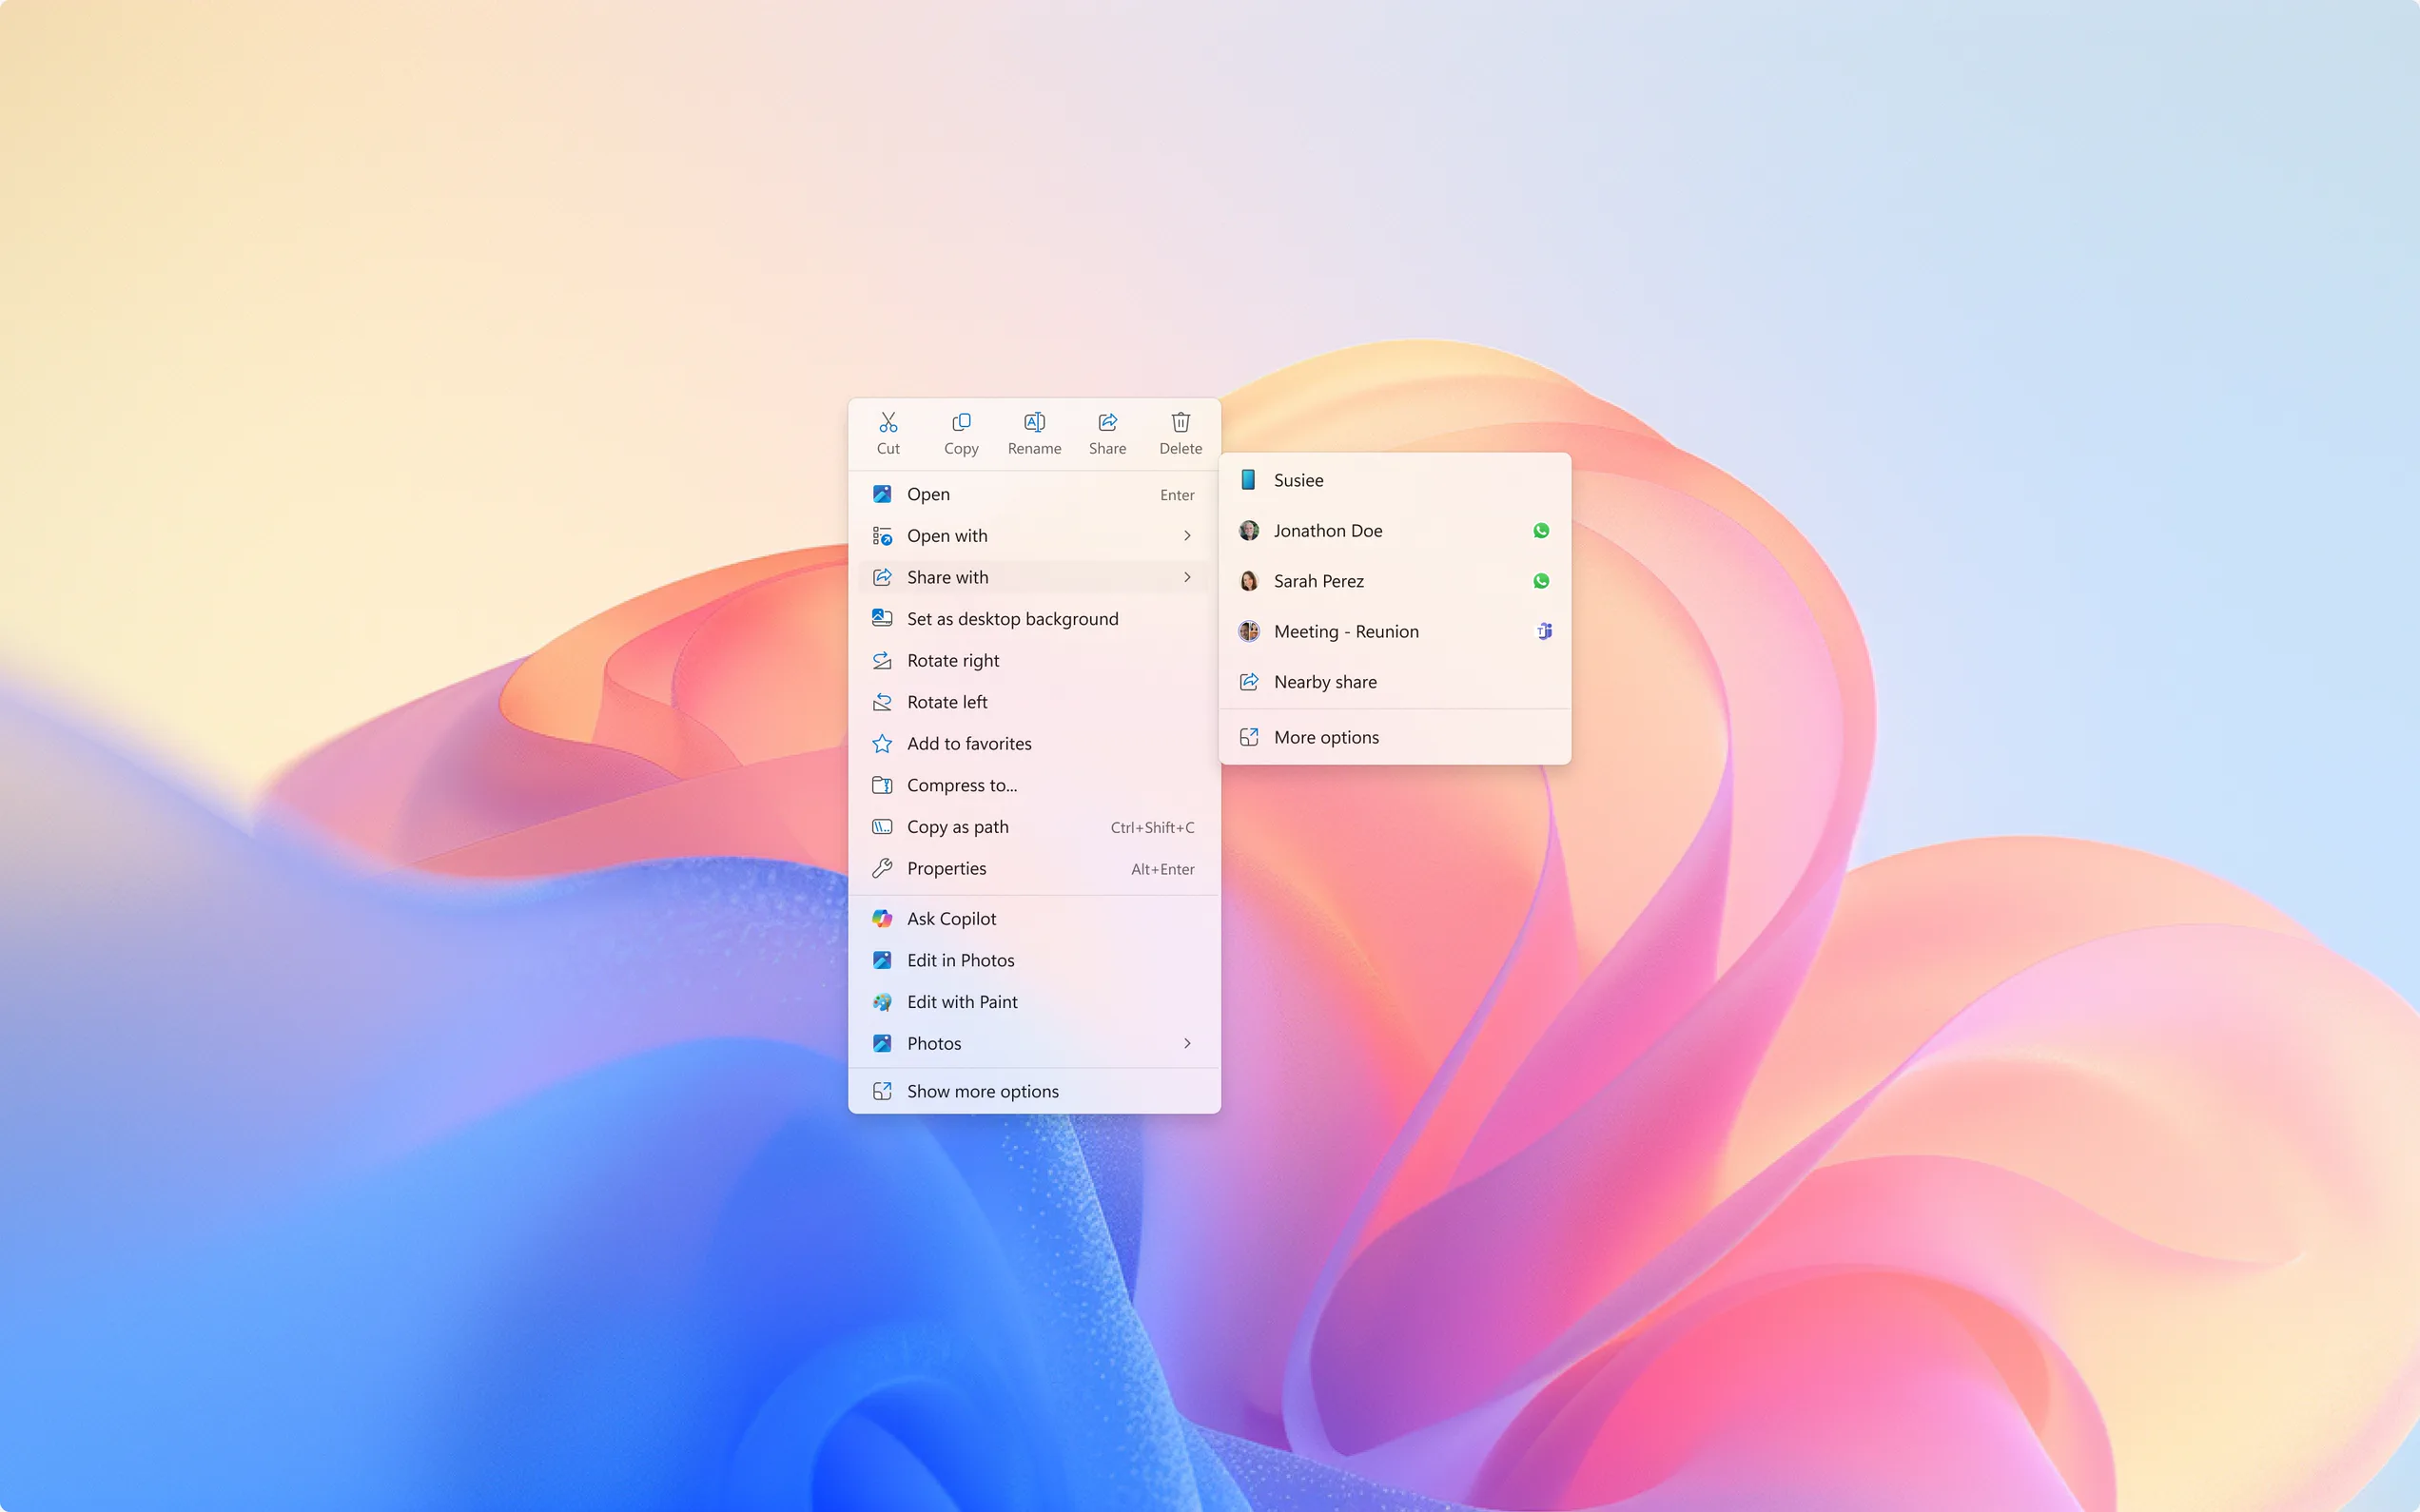 Cut Copy Rename Share Delete
Open Enter
Open with
Share with
Set as desktop background
Rotate right
Rotate left
Add to favorites
Compress to...
Copy as path Ctrl+Shift+C
Properties Alt+Enter
Ask Copilot
Edit in Photos
Edit with Paint
Photos
Show more options
Susiee
Jonathon Doe
Sarah Perez
Meeting - Reunion
Nearby share
More options